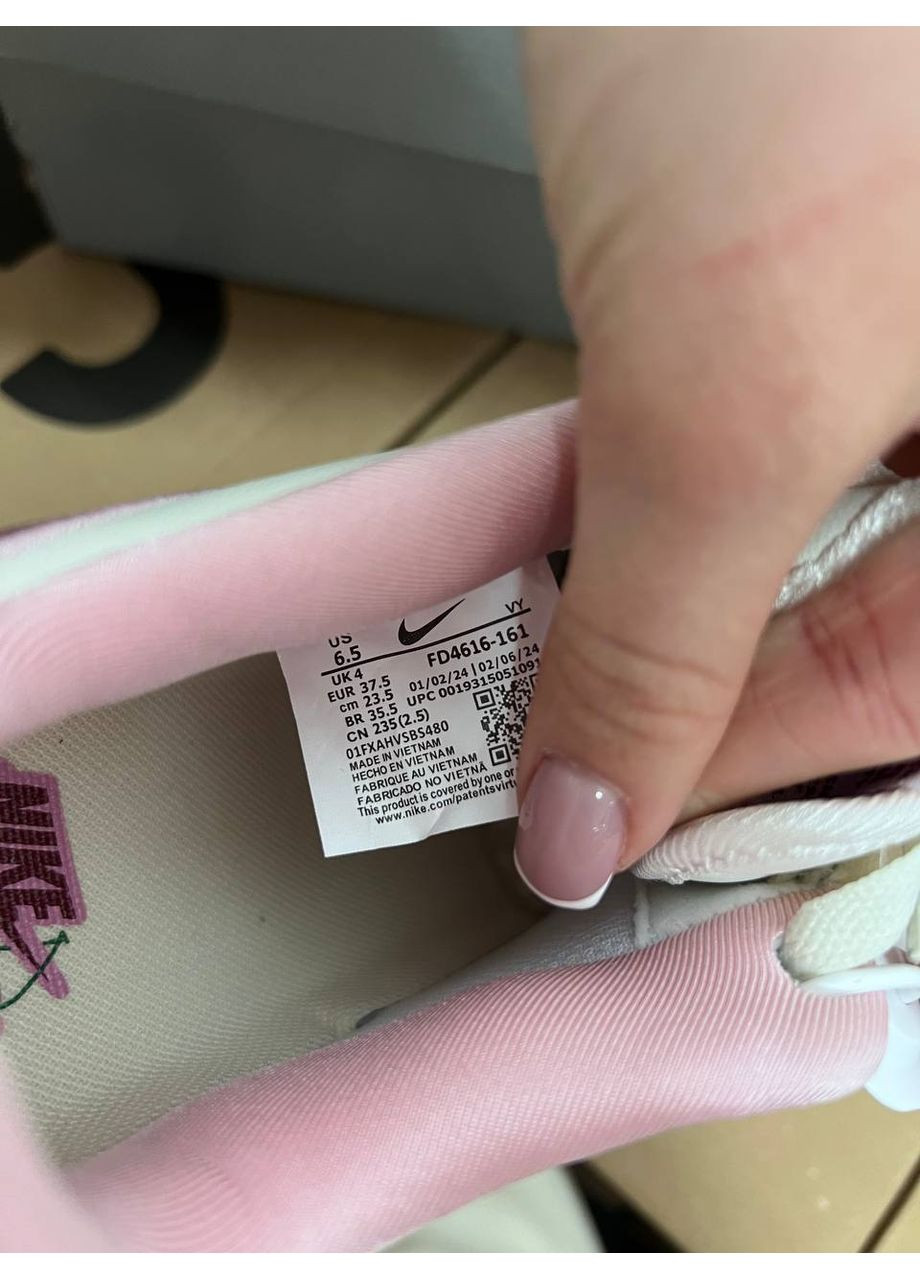 US
6.5
VY
UK 4
FD4616-161
EUR 37.5
01/02/24 | 02/06/24
cm 23.5
UPC 0019315051091
BR 35.5
CN 235(2.5)
01FXAHVSBS480
MADE IN VIETNAM
HECHO EN VIETNAM
FABRIQUE AU VIETNAM
FABRICADO NO VIETNÃ
This product is covered by one or
www.nike.com/patentsvirtu
NIKE